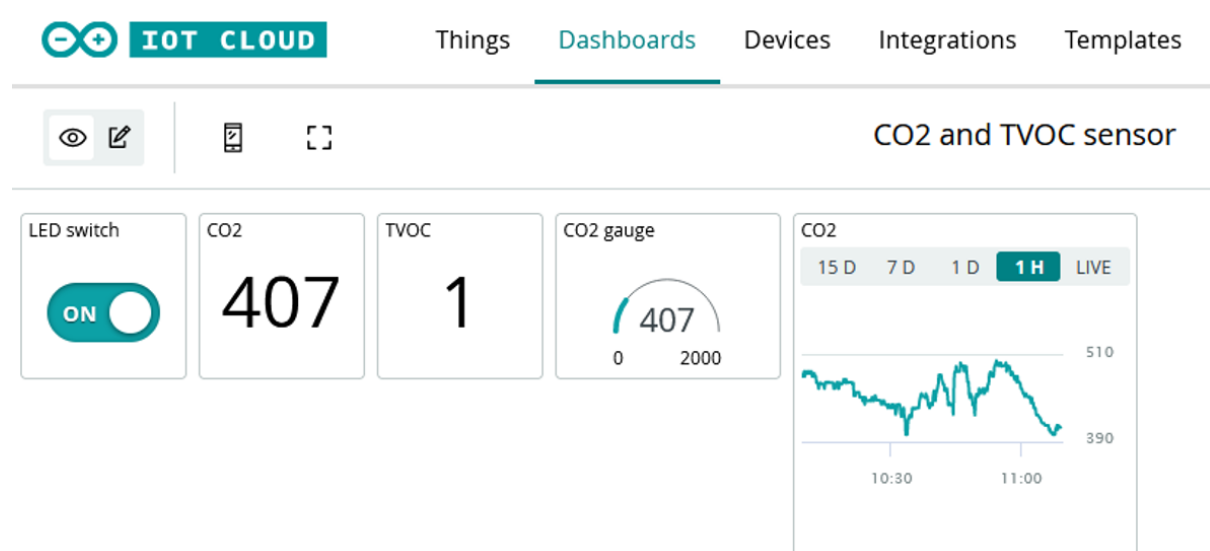 IOT CLOUD
Things Dashboards Devices Integrations Templates
CO2 and TVOC sensor
LED switch
ON
CO2
407
TVOC
1
CO2 gauge
407
0 2000
CO2
15 D 7 D 1 D 1 H LIVE
510
390
10:30 11:00